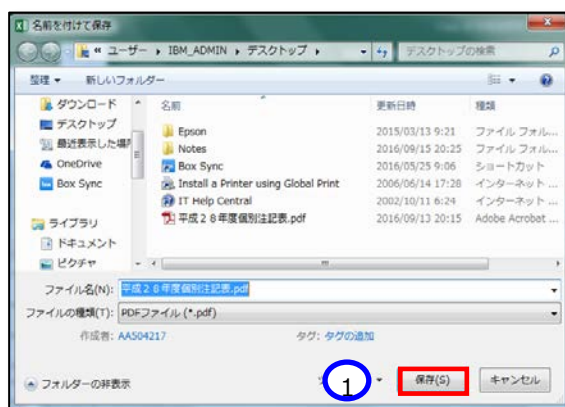 名前を付けて保存
« ユーザー ▸ IBM_ADMIN ▸ デスクトップ ▸
デスクトップの検索
整理 ▼ 新しいフォルダー
ダウンロード
デスクトップ
最近表示した場所
OneDrive
Box Sync
ライブラリ
ドキュメント
ピクチャ
名前 更新日時 種類
Epson 2015/03/13 9:21 ファイル フォル...
Notes 2016/09/15 20:25 ファイル フォル...
Box Sync 2016/05/25 9:06 ショートカット
Install a Printer using Global Print 2006/06/14 17:28 インターネット ...
IT Help Central 2002/10/11 6:24 インターネット ...
平成28年度個別注記表.pdf 2016/09/13 20:15 Adobe Acrobat ...
ファイル名(N): 平成28年度個別注記表.pdf
ファイルの種類(T): PDFファイル (*.pdf)
作成者: AA504217 タグ: タグの追加
フォルダーの非表示
1
保存(S)
キャンセル